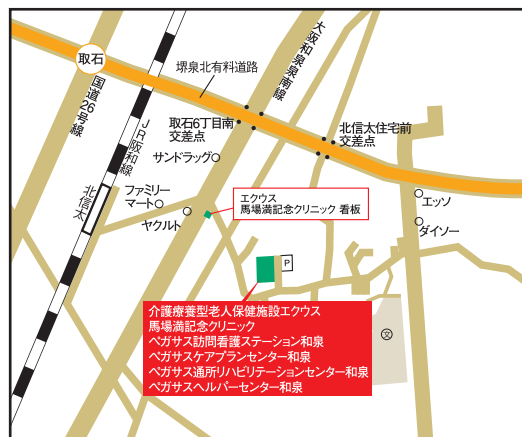 取石
国道26号線
JR阪和線
北信太
堺泉北有料道路
大阪和泉泉南線
取石6丁目南
交差点
北信太住宅前
交差点
サンドラッグ
ファミリー
マート
ヤクルト
エッソ
ダイソー
エクウス
馬場満記念クリニック 看板
P
文
介護療養型老人保健施設エクウス
馬場満記念クリニック
ペガサス訪問看護ステーション和泉
ペガサスケアプランセンター和泉
ペガサス通所リハビリテーションセンター和泉
ペガサスヘルパーセンター和泉